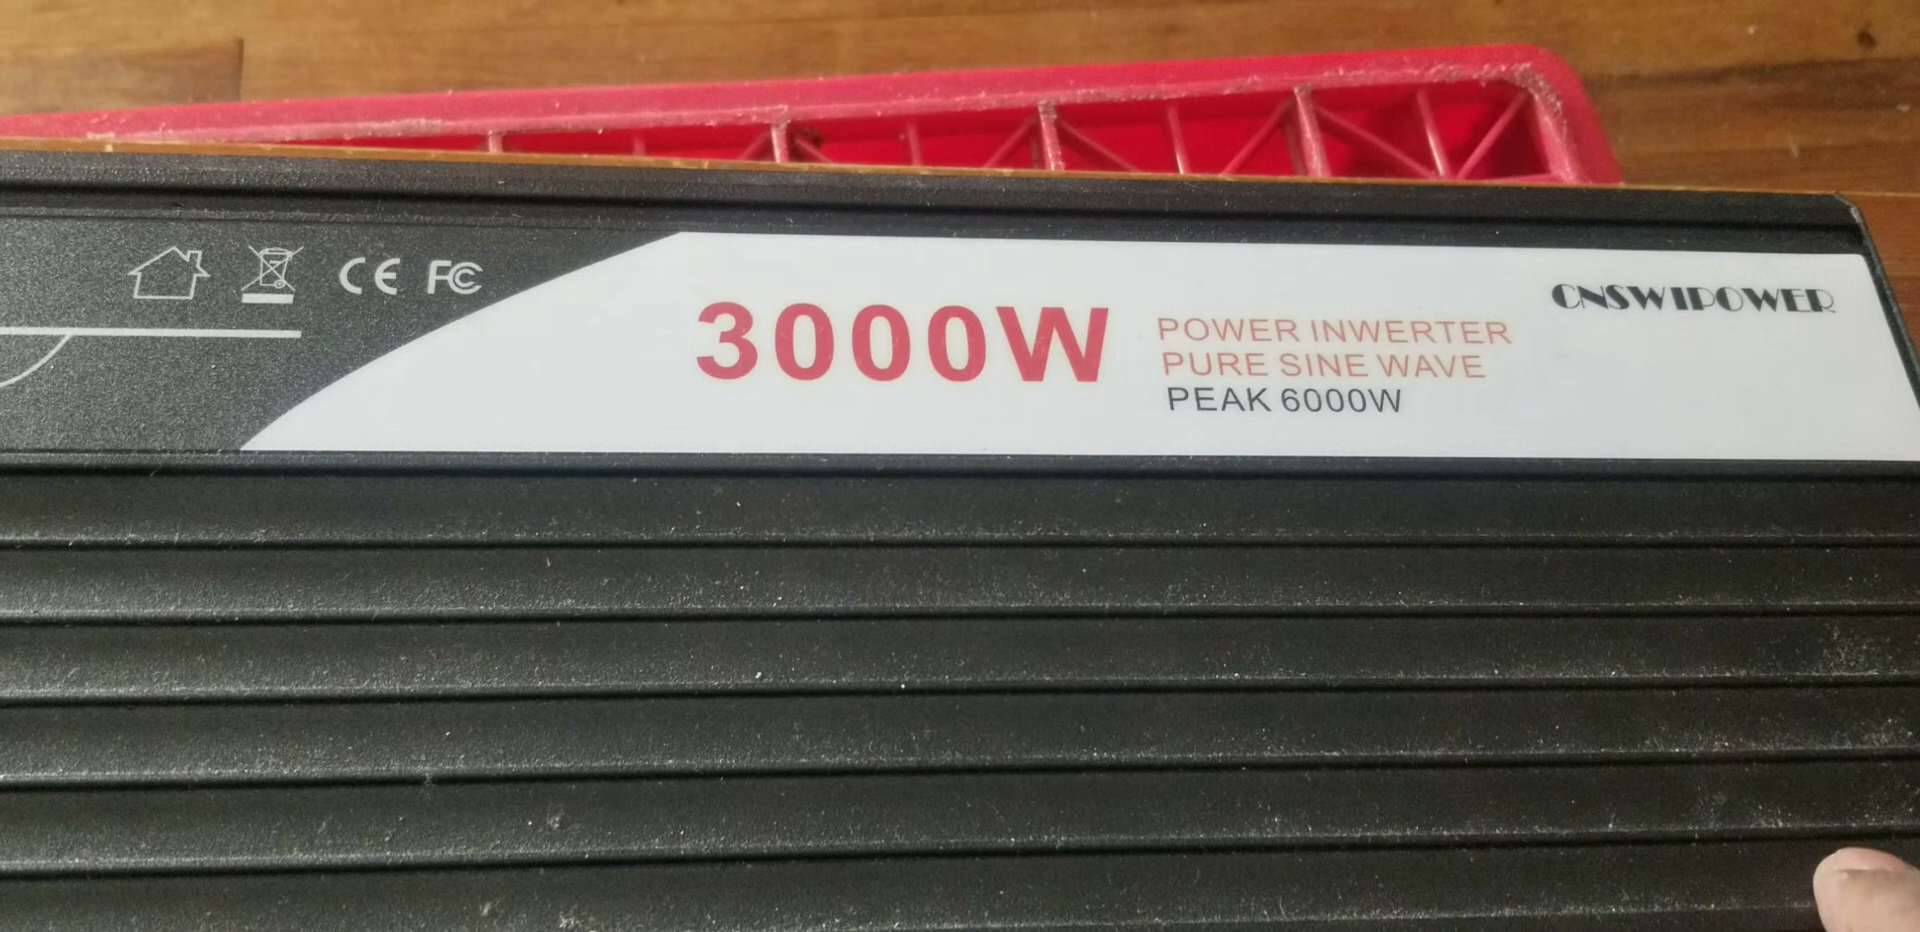 CE FC
3000W
POWER INWERTER
PURE SINE WAVE
PEAK 6000W
CNSWIPOWER